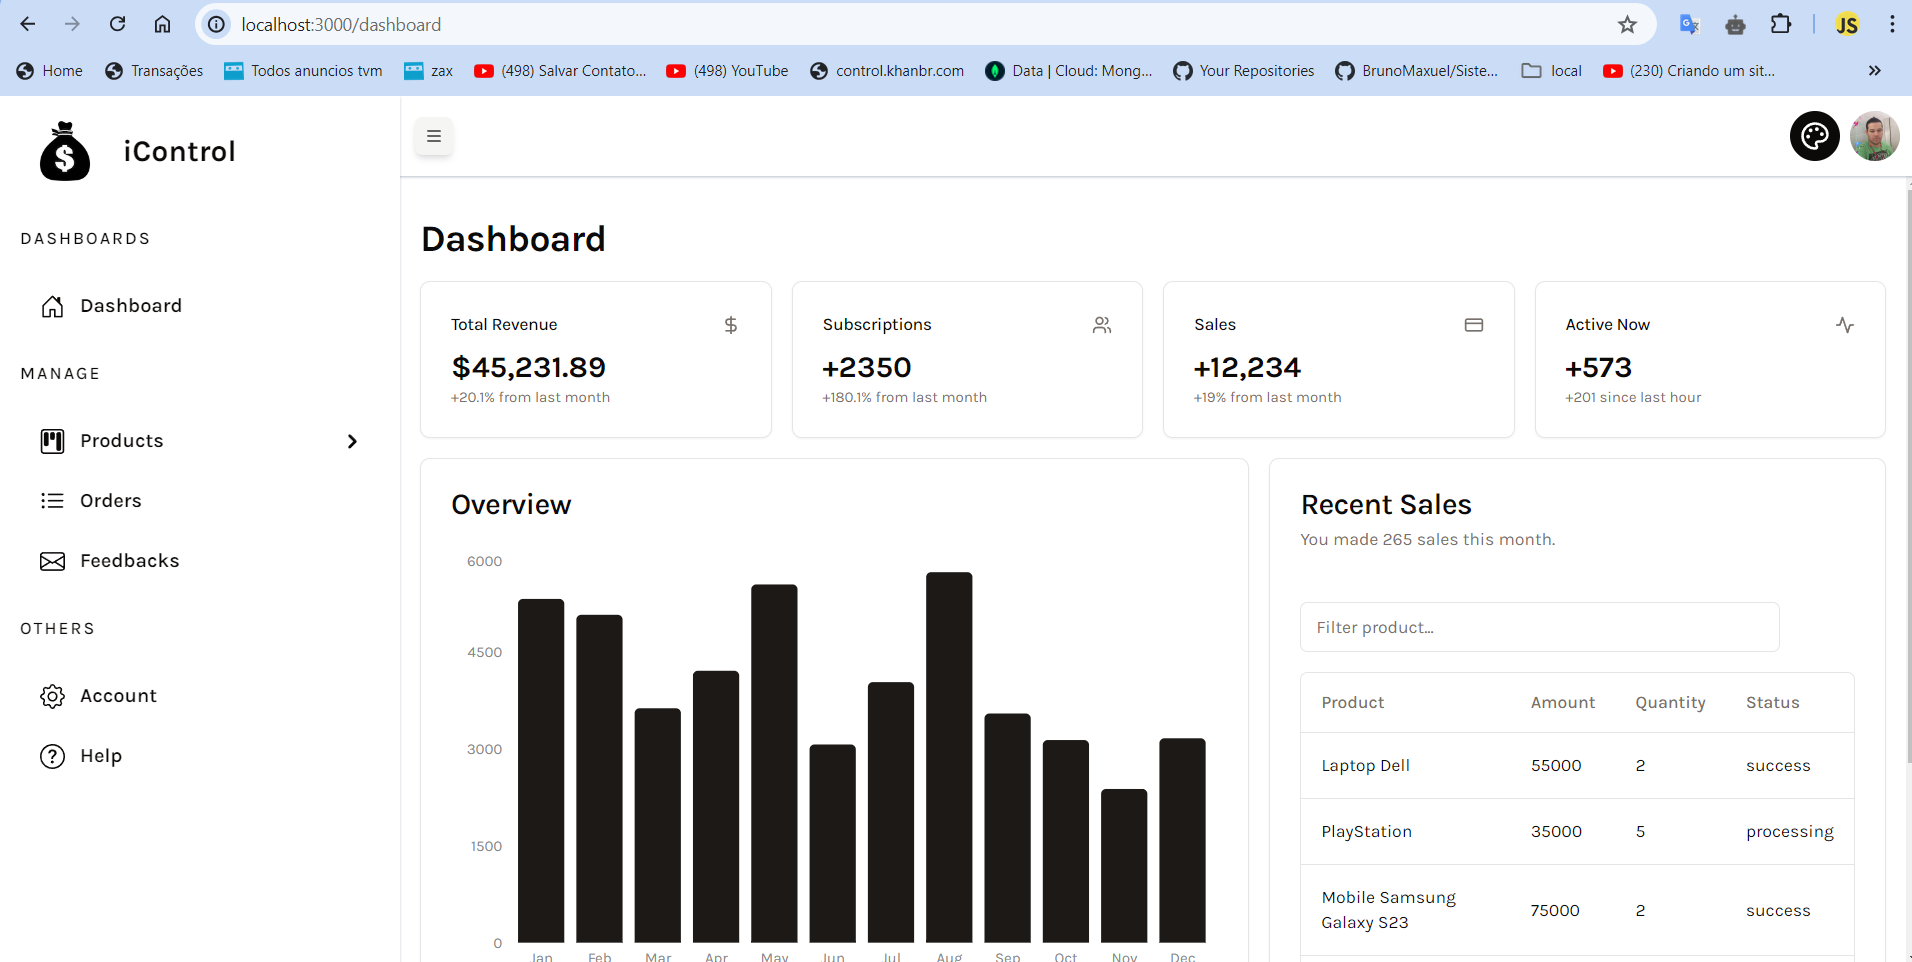 localhost:3000/dashboard
JS
Home
Transações
Todos anuncios tvm
zax
(498) Salvar Contato...
(498) YouTube
control.khanbr.com
Data | Cloud: Mong...
Your Repositories
BrunoMaxuel/Siste...
local
(230) Criando um sit...
iControl
DASHBOARDS
Dashboard
MANAGE
Products
Orders
Feedbacks
OTHERS
Account
Help
Dashboard
Total Revenue
$45,231.89
+20.1% from last month
Subscriptions
+2350
+180.1% from last month
Sales
+12,234
+19% from last month
Active Now
+573
+201 since last hour
Overview
6000
4500
3000
1500
0
Jan Feb Mar Apr May Jun Jul Aug Sep Oct Nov Dec
Recent Sales
You made 265 sales this month.
Filter product...
Product Amount Quantity Status
Laptop Dell 55000 2 success
PlayStation 35000 5 processing
Mobile Samsung
Galaxy S23 75000 2 success